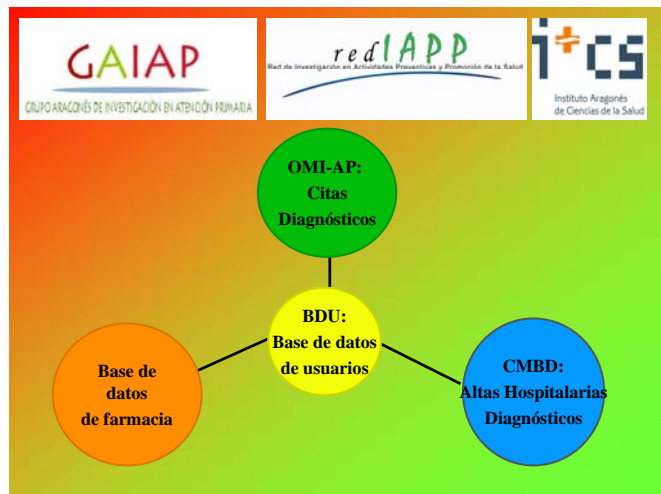 GAIAP
GRUPO ARAGONÉS DE INVESTIGACIÓN EN ATENCIÓN PRIMARIA
redIAPP
Red de Investigación en Actividades Preventivas y Promoción de la Salud
i+cs
Instituto Aragonés
de Ciencias de la Salud
OMI-AP:
Citas
Diagnósticos
BDU:
Base de datos
de usuarios
Base de
datos
de farmacia
CMBD:
Altas Hospitalarias
Diagnósticos